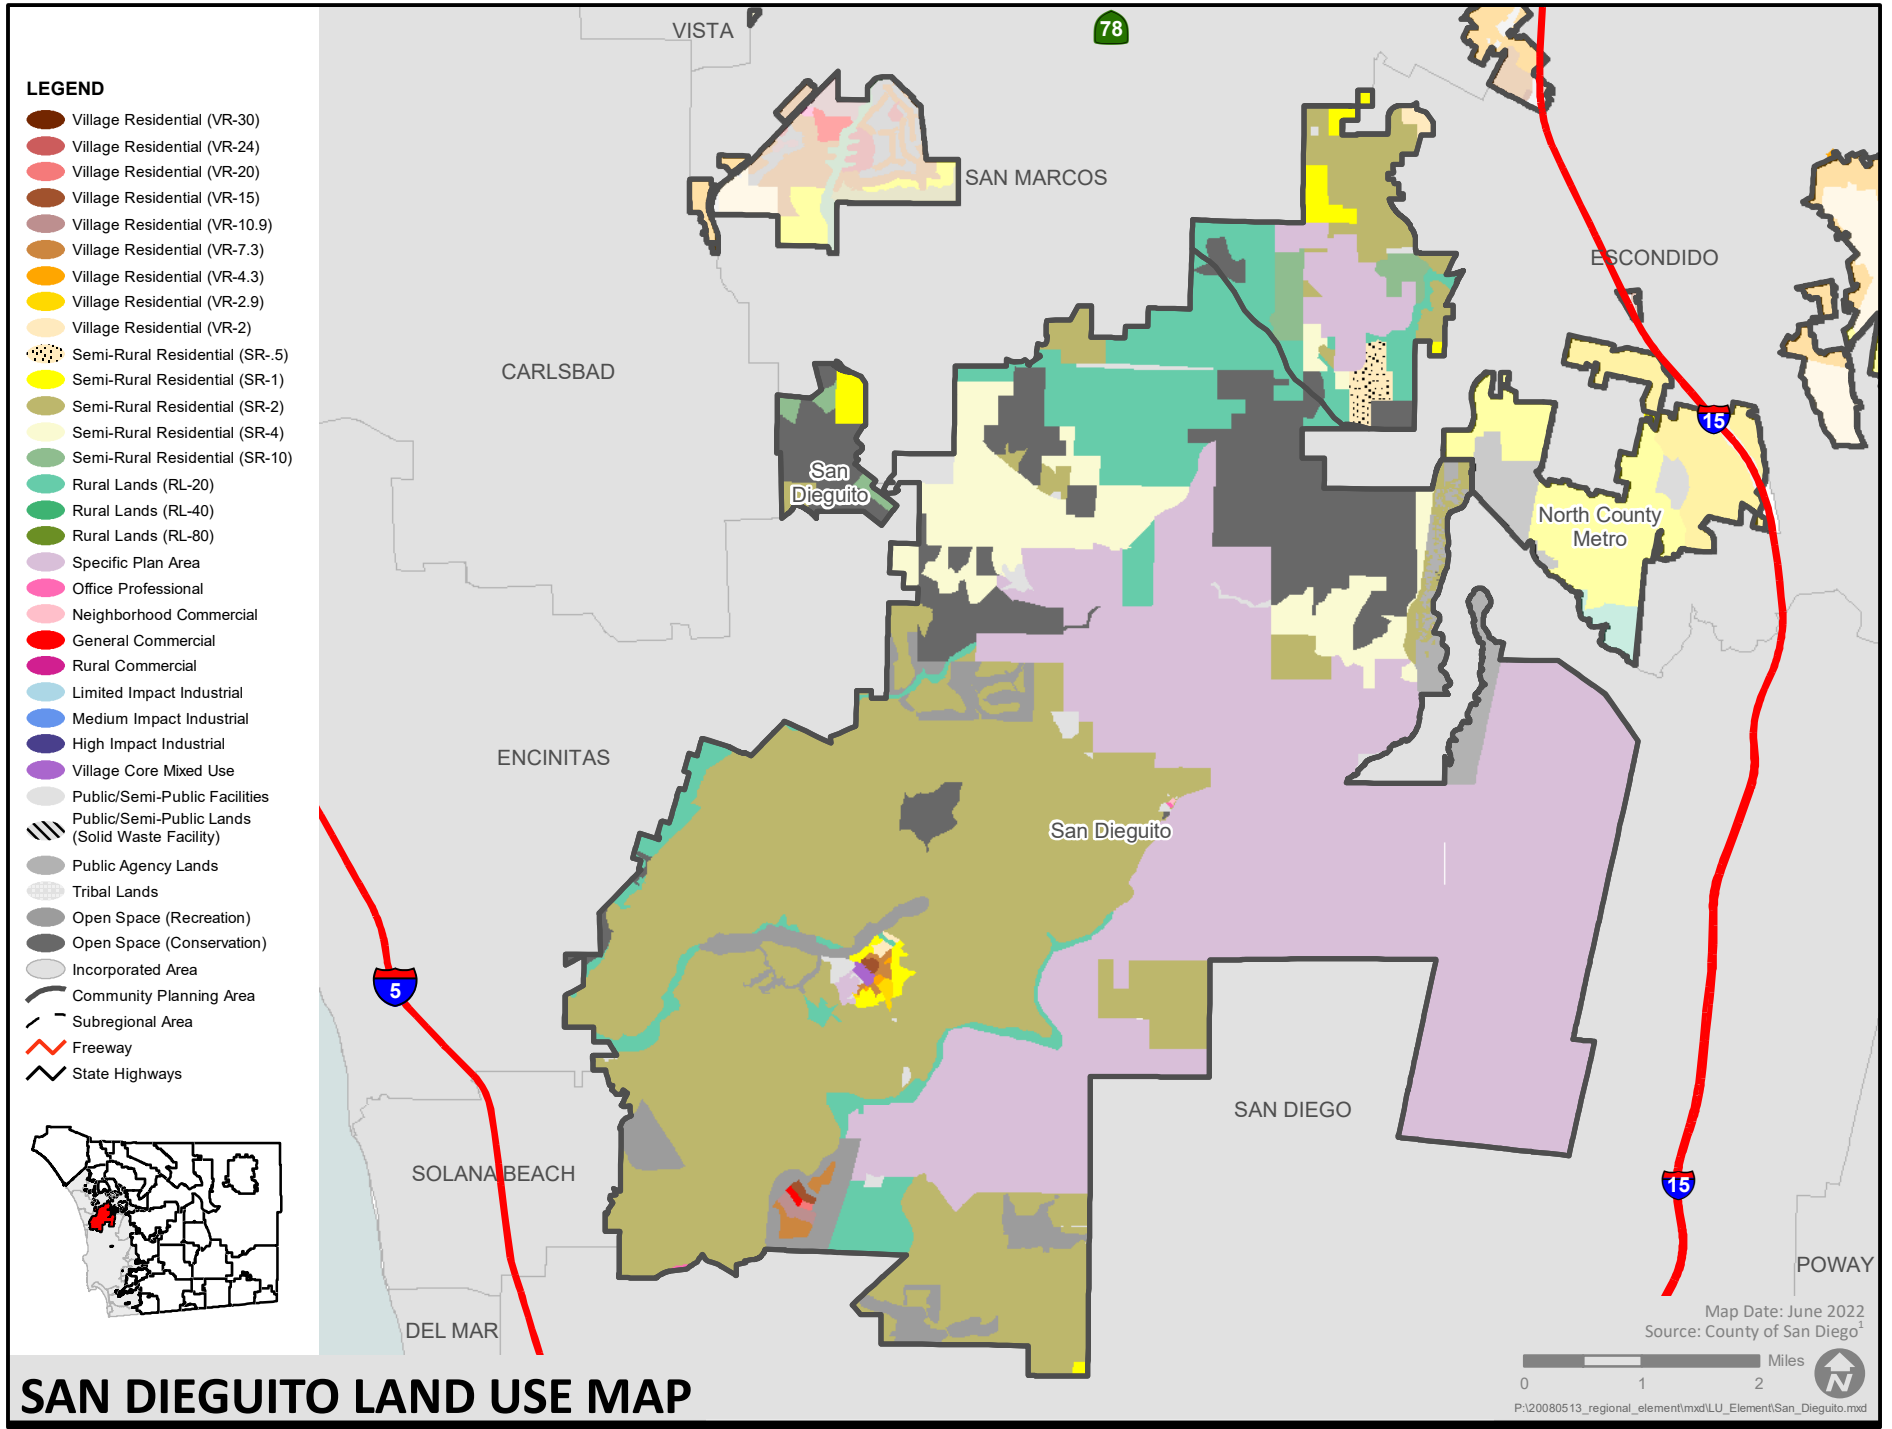 LEGEND
Village Residential (VR-30)
Village Residential (VR-24)
Village Residential (VR-20)
Village Residential (VR-15)
Village Residential (VR-10.9)
Village Residential (VR-7.3)
Village Residential (VR-4.3)
Village Residential (VR-2.9)
Village Residential (VR-2)
Semi-Rural Residential (SR-.5)
Semi-Rural Residential (SR-1)
Semi-Rural Residential (SR-2)
Semi-Rural Residential (SR-4)
Semi-Rural Residential (SR-10)
Rural Lands (RL-20)
Rural Lands (RL-40)
Rural Lands (RL-80)
Specific Plan Area
Office Professional
Neighborhood Commercial
General Commercial
Rural Commercial
Limited Impact Industrial
Medium Impact Industrial
High Impact Industrial
Village Core Mixed Use
Public/Semi-Public Facilities
Public/Semi-Public Lands
(Solid Waste Facility)
Public Agency Lands
Tribal Lands
Open Space (Recreation)
Open Space (Conservation)
Incorporated Area
Community Planning Area
Subregional Area
Freeway
State Highways
VISTA
78
SAN MARCOS
ESCONDIDO
CARLSBAD
15
San
Dieguito
North County
Metro
ENCINITAS
San Dieguito
5
SAN DIEGO
SOLANA BEACH
15
POWAY
DEL MAR
Map Date: June 2022
Source: County of San Diego1
Miles
0 1 2
N
P:\20080513_regional_element\mxd\LU_Element\San_Dieguito.mxd
SAN DIEGUITO LAND USE MAP